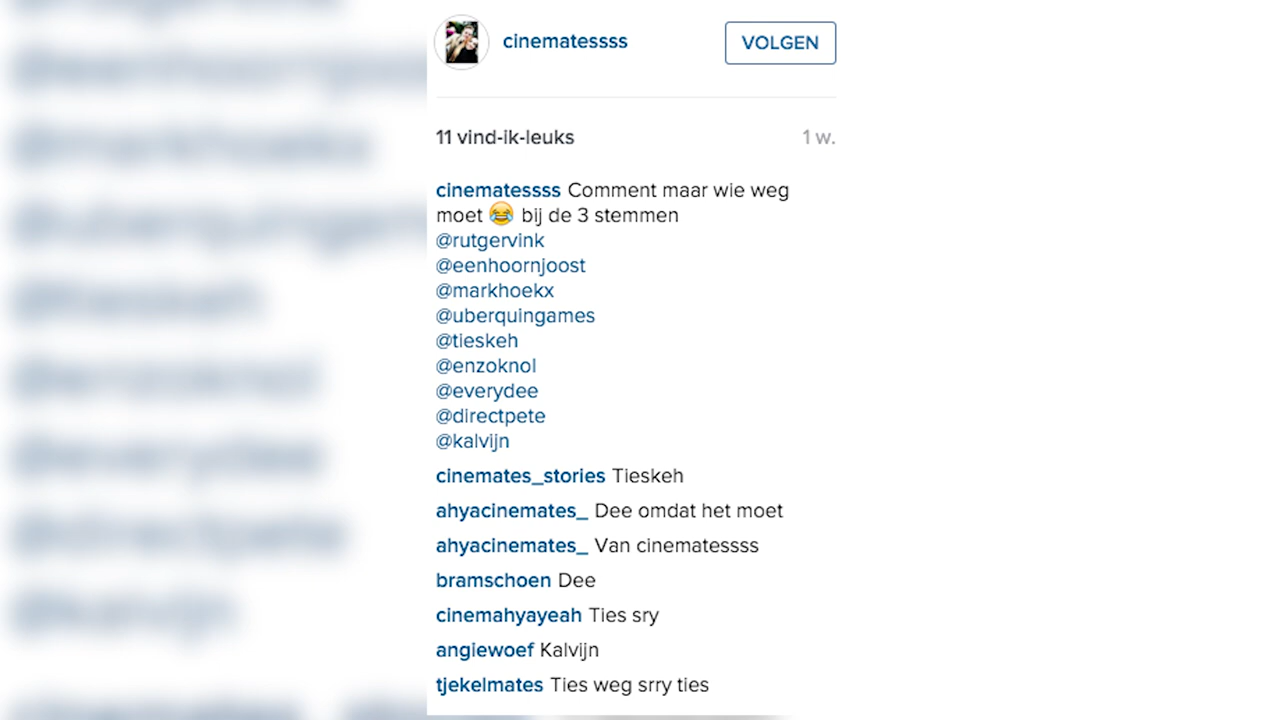 cinematessss
VOLGEN
11 vind-ik-leuks
1 w.
cinematessss Comment maar wie weg
moet 😂 bij de 3 stemmen
@rutgervink
@eenhoornjoost
@markhoekx
@uberquingames
@tieskeh
@enzoknol
@everydee
@directpete
@kalvijn
cinemates_stories Tieskeh
ahyacinemates_ Dee omdat het moet
ahyacinemates_ Van cinematessss
bramschoen Dee
cinemahyayeah Ties sry
angiewoef Kalvijn
tjekelmates Ties weg srry ties